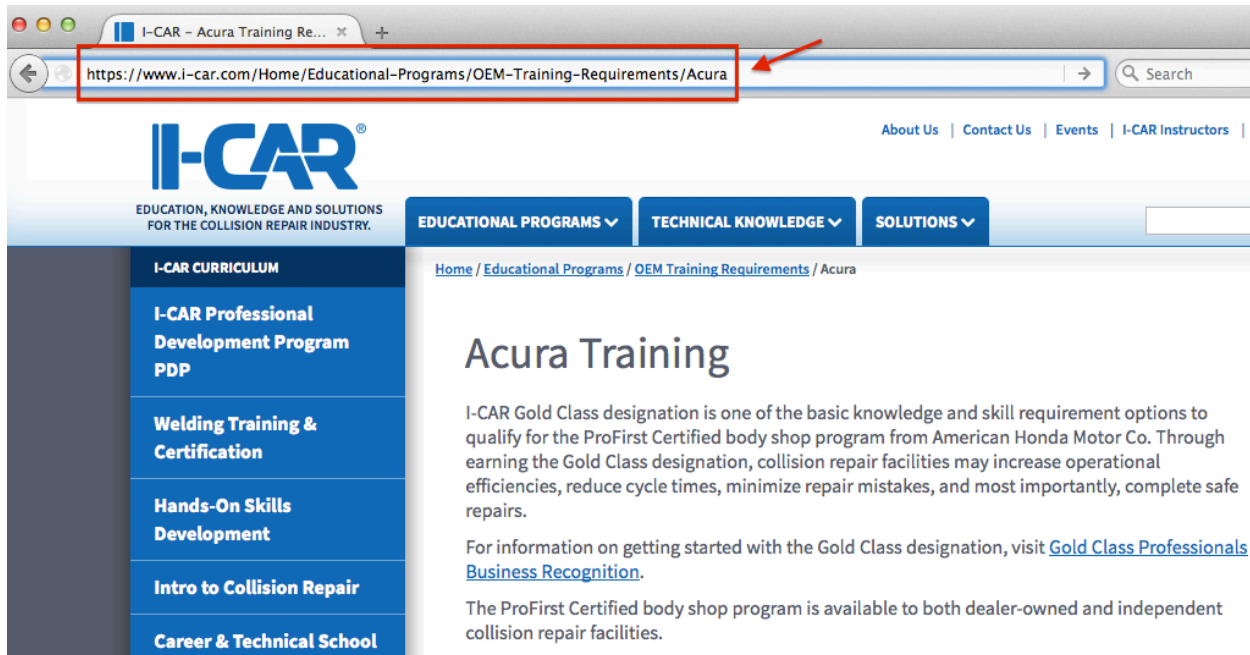 I-CAR – Acura Training Re... × +
https://www.i-car.com/Home/Educational-Programs/OEM-Training-Requirements/Acura
Search
About Us | Contact Us | Events | I-CAR Instructors |
I-CAR®
EDUCATION, KNOWLEDGE AND SOLUTIONS
FOR THE COLLISION REPAIR INDUSTRY.
EDUCATIONAL PROGRAMS
TECHNICAL KNOWLEDGE
SOLUTIONS
I-CAR CURRICULUM
I-CAR Professional
Development Program
PDP
Welding Training &
Certification
Hands-On Skills
Development
Intro to Collision Repair
Career & Technical School
Home / Educational Programs / OEM Training Requirements / Acura
Acura Training
I-CAR Gold Class designation is one of the basic knowledge and skill requirement options to
qualify for the ProFirst Certified body shop program from American Honda Motor Co. Through
earning the Gold Class designation, collision repair facilities may increase operational
efficiencies, reduce cycle times, minimize repair mistakes, and most importantly, complete safe
repairs.
For information on getting started with the Gold Class designation, visit Gold Class Professionals
Business Recognition.
The ProFirst Certified body shop program is available to both dealer-owned and independent
collision repair facilities.